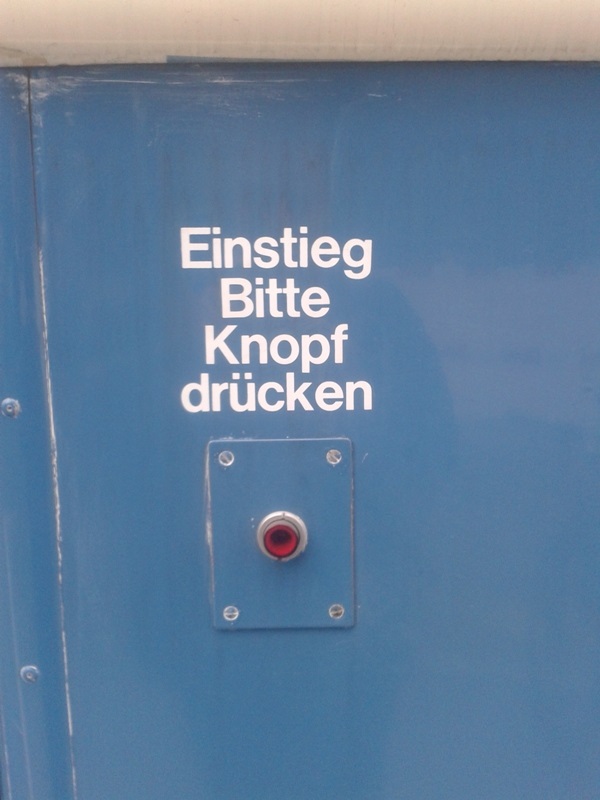 Einstieg
Bitte
Knopf
drücken